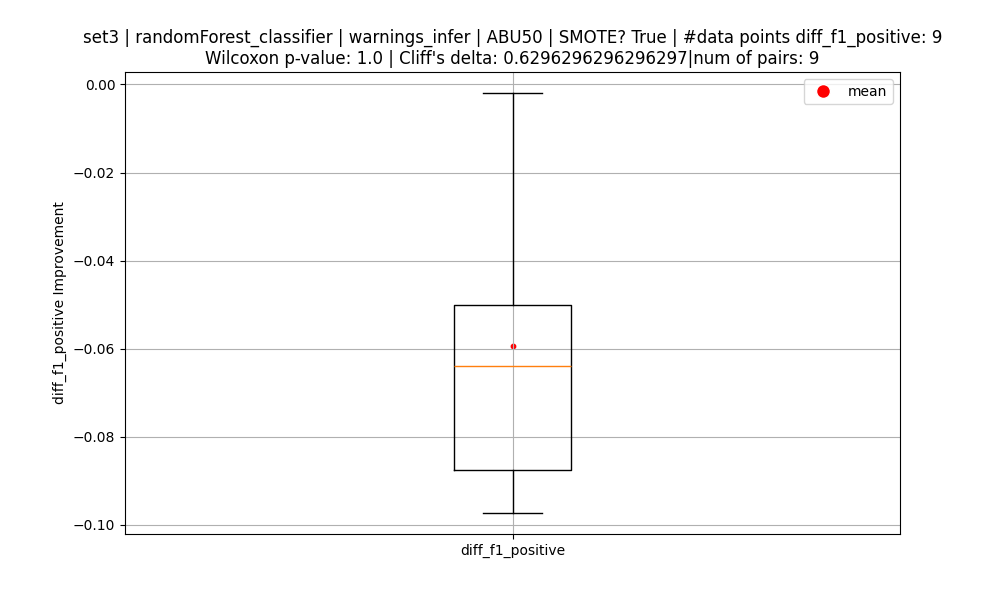 set3 | randomForest_classifier | warnings_infer | ABU50 | SMOTE? True | #data points diff_f1_positive: 9
Wilcoxon p-value: 1.0 | Cliff's delta: 0.6296296296296297|num of pairs: 9
mean
0.00
−0.02
−0.04
−0.06
−0.08
−0.10
diff_f1_positive Improvement
diff_f1_positive